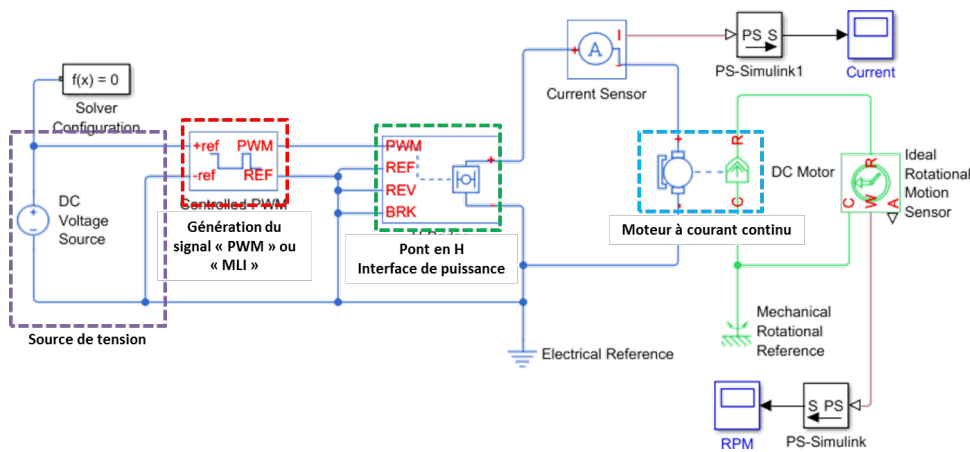 f(x) = 0
Solver
Configuration
DC
Voltage
Source
Source de tension
+ref
PWM
-ref
REF
Controlled PWM
Génération du
signal « PWM » ou
« MLI »
PWM
REF
REV
BRK
+
-
Pont en H
Interface de puissance
+
A
I
-
Current Sensor
PS S
PS-Simulink1
Current
+
-
R
C
DC Motor
Moteur à courant continu
R
C
W
A
Ideal
Rotational
Motion
Sensor
Electrical Reference
Mechanical
Rotational
Reference
RPM
S PS
PS-Simulink